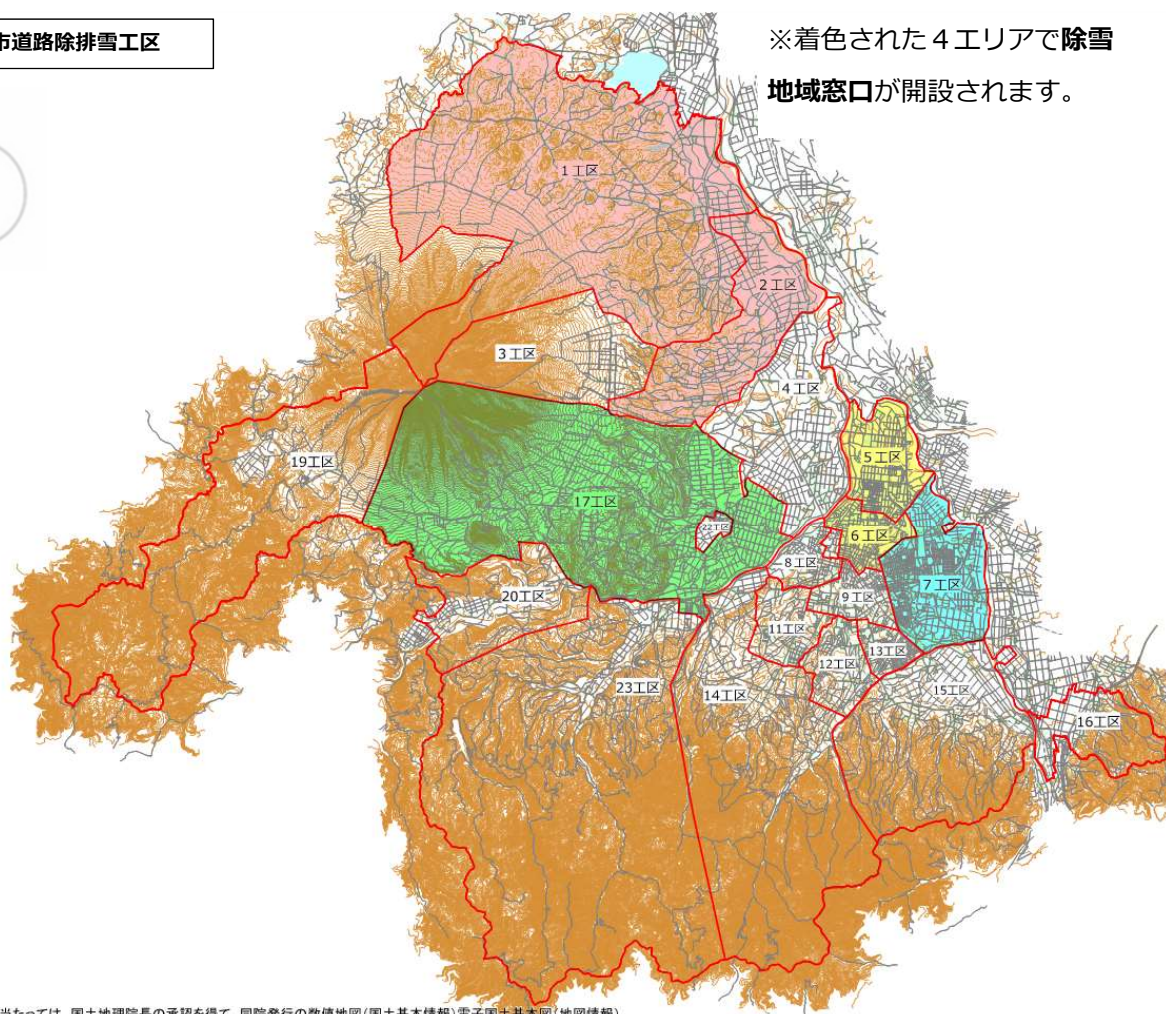 市道路除排雪工区
※着色された４エリアで除雪
地域窓口が開設されます。
1工区
2工区
3工区
4工区
5工区
19工区
17工区
22工区
6工区
8工区
7工区
20工区
9工区
11工区
13工区
12工区
23工区
14工区
15工区
16工区
当たっては、国土地理院長の承認を得て、同院発行の数値地図(国土基本情報)電子国土基本図(地図情報)